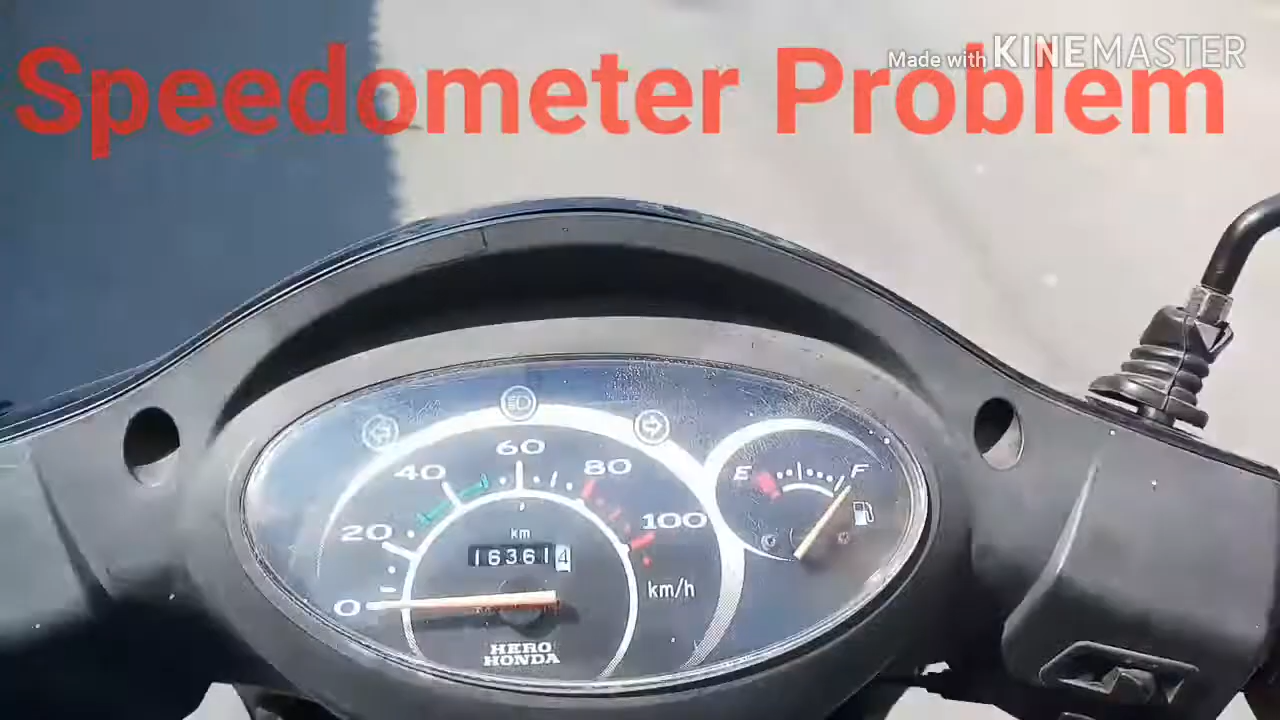 Speedometer Problem
Made with KINEMASTER
60
40
80
20
100
E
F
km
163614
km/h
0
HERO
HONDA